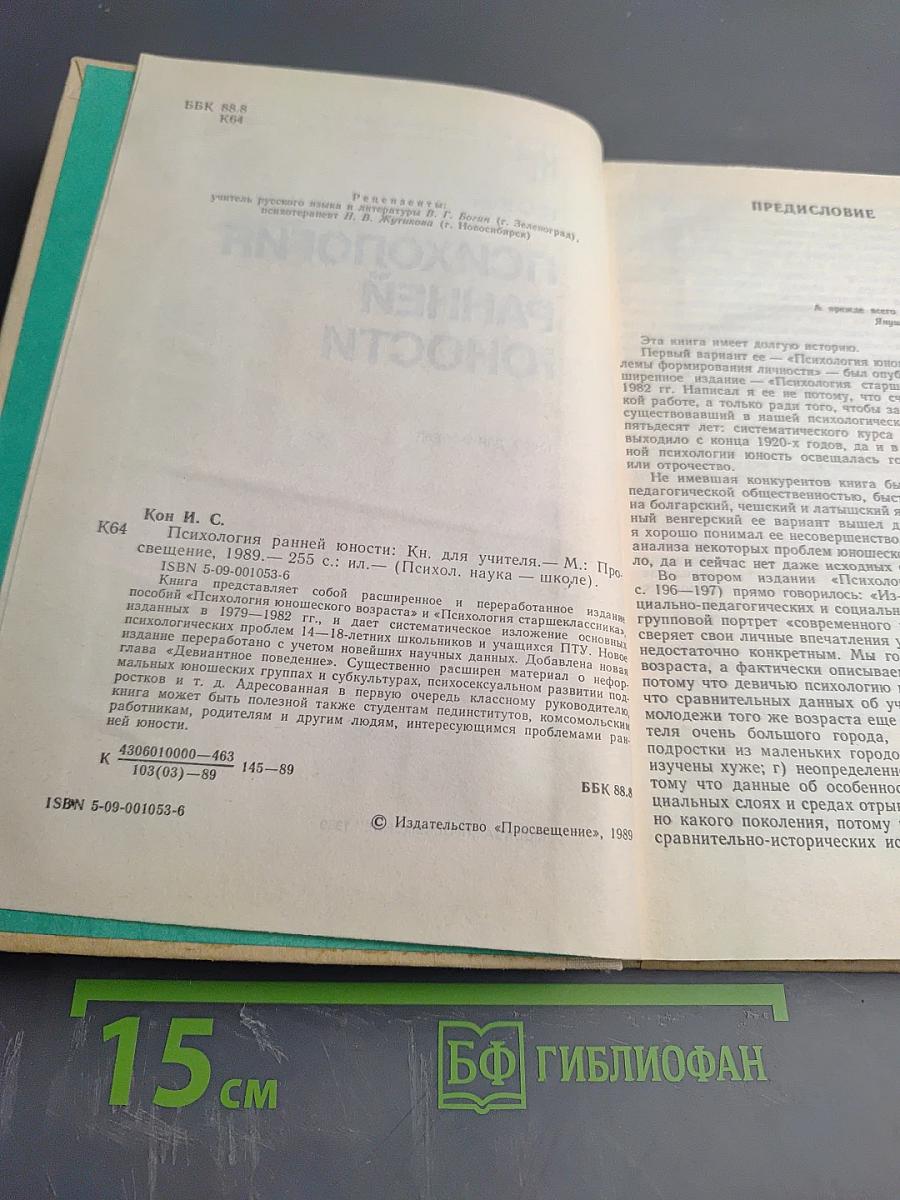 ББК 88.8
К64
Рецензенты:
учитель русского языка и литературы В. Г. Богин (г. Зеленоград),
психотерапевт Н. В. Жутикова (г. Новосибирск)
ПСИХОЛОГИЯ
РАННЕЙ
ЮНОСТИ
Кон И. С.
К64 Психология ранней юности: Кн. для учителя.— М.: Про-
свещение, 1989.— 255 с.: ил.— (Психол. наука — школе).
ISBN 5-09-001053-6
Книга представляет собой расширенное и переработанное издание
пособий «Психология юношеского возраста» и «Психология старшеклассника»,
изданных в 1979—1982 гг., и дает систематическое изложение основных
психологических проблем 14—18-летних школьников и учащихся ПТУ. Новое
издание переработано с учетом новейших научных данных. Добавлена новая
глава «Девиантное поведение». Существенно расширен материал о нефор-
мальных юношеских группах и субкультурах, психосексуальном развитии под-
ростков и т. д. Адресованная в первую очередь классному руководителю,
книга может быть полезной также студентам пединститутов, комсомольским
работникам, родителям и другим людям, интересующимся проблемами ран-
ней юности.
К 4306010000—463
103(03)—89 145—89
ББК 88.8
ISBN 5-09-001053-6
© Издательство «Просвещение», 1989
ПРЕДИСЛОВИЕ
А прежде всего
Януш
Эта книга имеет долгую историю.
Первый вариант ее — «Психология юнош
лемы формирования личности» — был опуб
ширенное издание — «Психология старш
1982 гг. Написал я ее не потому, что сч
кой работе, а только ради того, чтобы за
существовавший в нашей психологическ
пятьдесят лет: систематического курса
выходило с конца 1920-х годов, да и в
ной психологии юность освещалась го
или отрочество.
Не имевшая конкурентов книга бы
педагогической общественностью, быст
на болгарский, чешский и латышский я
ный венгерский ее вариант вышел д
я хорошо понимал ее несовершенство
анализа некоторых проблем юношеско
ло, да и сейчас нет даже исходных
Во втором издании «Психоло
с. 196—197) прямо говорилось: «Из-
циально-педагогических и социальн
групповой портрет «современного
сверяет свои личные впечатления у
недостаточно конкретным. Мы го
возраста, а фактически описывае
потому что девичью психологию
что сравнительных данных об уч
молодежи того же возраста еще
теля очень большого города,
подростки из маленьких городо
изучены хуже; г) неопределенн
тому что данные об особеннос
циальных слоях и средах отрыв
но какого поколения, потому
сравнительно-исторических ис
15 см
БФ ГИБЛИОФАН